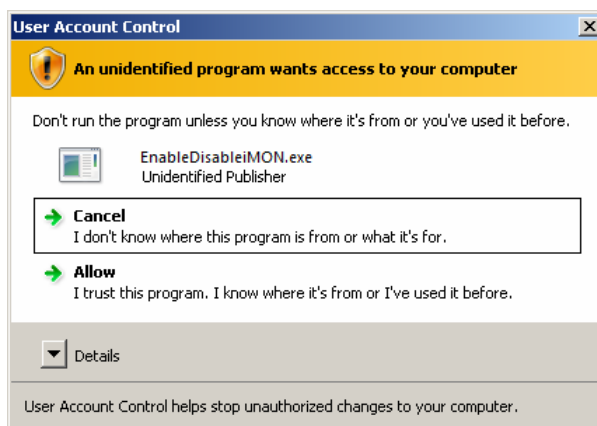 User Account Control
An unidentified program wants access to your computer
Don't run the program unless you know where it's from or you've used it before.
EnableDisableiMON.exe
Unidentified Publisher
Cancel
I don't know where this program is from or what it's for.
Allow
I trust this program. I know where it's from or I've used it before.
Details
User Account Control helps stop unauthorized changes to your computer.